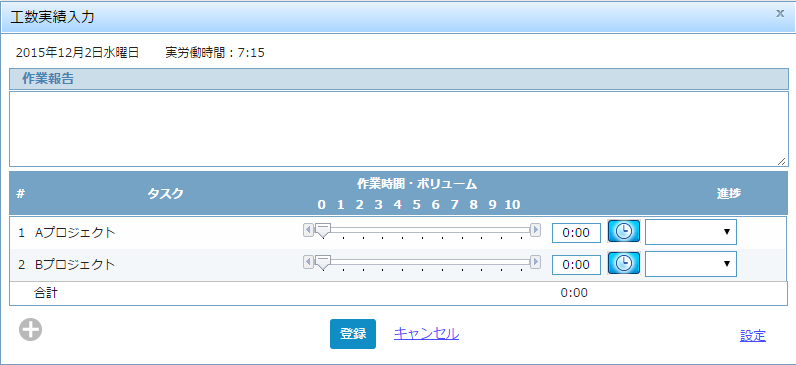 工数実績入力 x
2015年12月2日水曜日 実労働時間：7:15
作業報告
# タスク 作業時間・ボリューム 進捗
0 1 2 3 4 5 6 7 8 9 10
1 Aプロジェクト 0:00
2 Bプロジェクト 0:00
合計 0:00
登録 キャンセル 設定